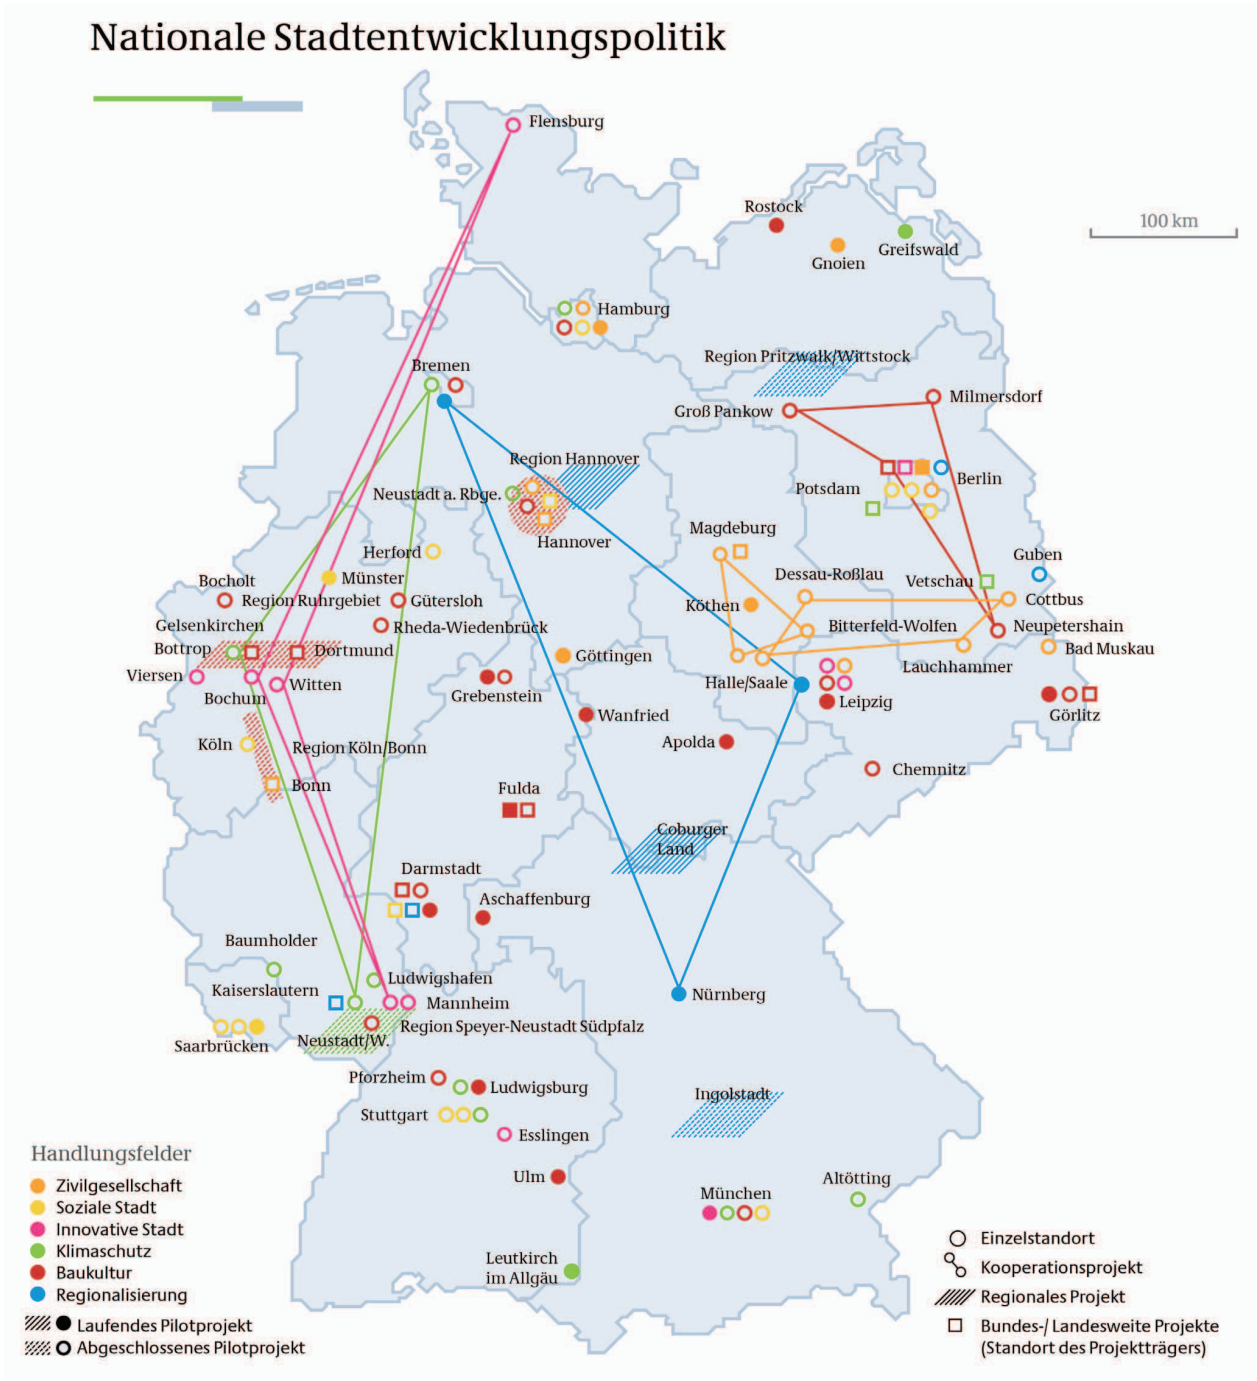 Nationale Stadtentwicklungspolitik
Flensburg
100 km
Rostock
Greifswald
Gnoien
Hamburg
Region Pritzwalk/Wittstock
Bremen
Milmersdorf
Groß Pankow
Region Hannover
Berlin
Potsdam
Neustadt a. Rbge.
Magdeburg
Hannover
Herford
Guben
Dessau-Roßlau
Vetschau
Bocholt
Münster
Region Ruhrgebiet
Gütersloh
Köthen
Cottbus
Gelsenkirchen
Rheda-Wiedenbrück
Bitterfeld-Wolfen
Neupetershain
Bottrop
Dortmund
Göttingen
Bad Muskau
Lauchhammer
Viersen
Witten
Halle/Saale
Bochum
Grebenstein
Leipzig
Wanfried
Görlitz
Köln
Region Köln/Bonn
Apolda
Chemnitz
Bonn
Fulda
Coburger
Land
Darmstadt
Aschaffenburg
Baumholder
Ludwigshafen
Kaiserslautern
Mannheim
Nürnberg
Region Speyer-Neustadt Südpfalz
Saarbrücken
Neustadt/W.
Pforzheim
Ludwigsburg
Ingolstadt
Stuttgart
Esslingen
Ulm
Altötting
München
Leutkirch
im Allgäu
Handlungsfelder
Zivilgesellschaft
Soziale Stadt
Innovative Stadt
Klimaschutz
Baukultur
Regionalisierung
Laufendes Pilotprojekt
Abgeschlossenes Pilotprojekt
Einzelstandort
Kooperationsprojekt
Regionales Projekt
Bundes-/ Landesweite Projekte
(Standort des Projektträgers)